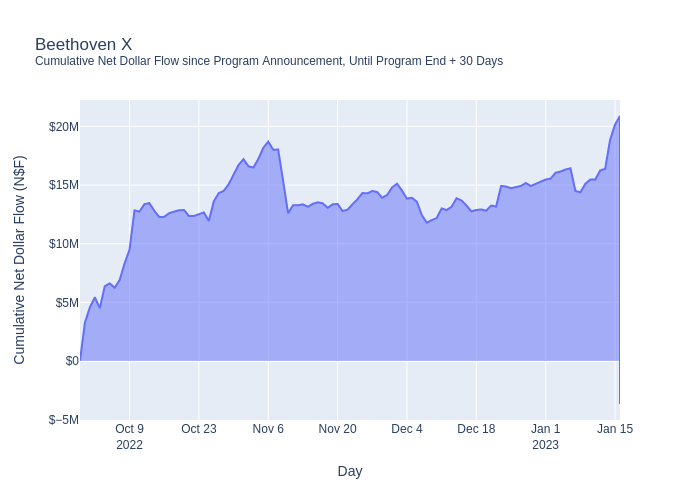 Beethoven X
Cumulative Net Dollar Flow since Program Announcement, Until Program End + 30 Days
Cumulative Net Dollar Flow (N$F)
$20M
$15M
$10M
$5M
$0
$−5M
Oct 9
2022
Oct 23
Nov 6
Nov 20
Dec 4
Dec 18
Jan 1
2023
Jan 15
Day